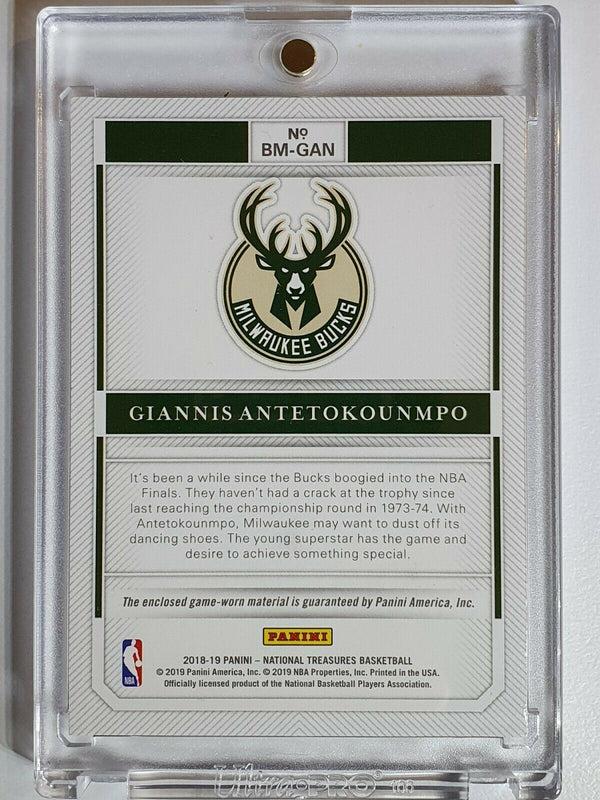 Nº
BM-GAN
MILWAUKEE BUCKS
GIANNIS ANTETOKOUNMPO
It's been a while since the Bucks boogied into the NBA
Finals. They haven't had a crack at the trophy since
last reaching the championship round in 1973-74. With
Antetokounmpo, Milwaukee may want to dust off its
dancing shoes. The young superstar has the game and
desire to achieve something special.
The enclosed game-worn material is guaranteed by Panini America, Inc.
PANINI
NBA
2018-19 PANINI – NATIONAL TREASURES BASKETBALL
© 2019 Panini America, Inc. © 2019 NBA Properties, Inc. Printed in the USA.
Officially licensed product of the National Basketball Players Association.
Ultra PRO®